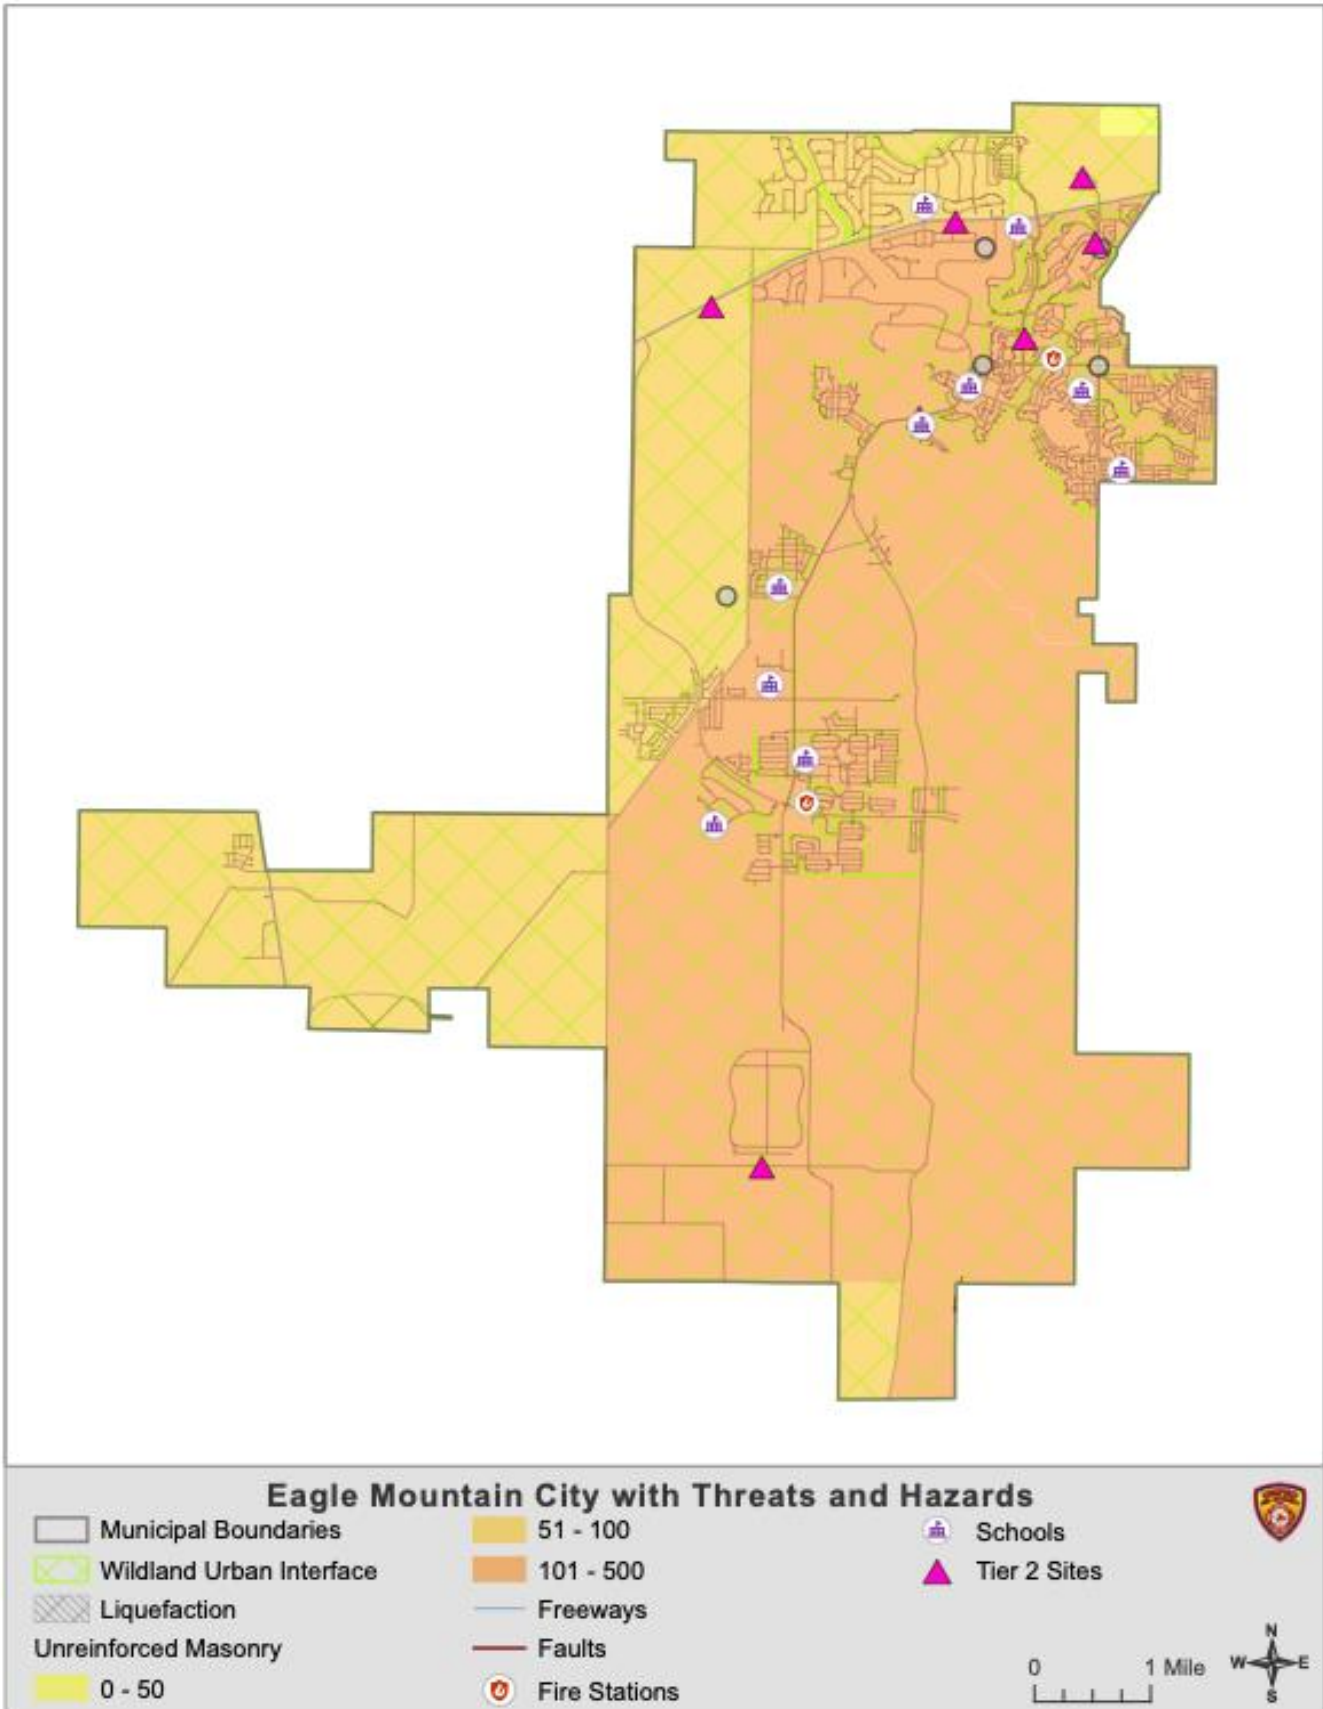 Eagle Mountain City with Threats and Hazards
Municipal Boundaries
Wildland Urban Interface
Liquefaction
Unreinforced Masonry
0 - 50
51 - 100
101 - 500
Freeways
Faults
Fire Stations
Schools
Tier 2 Sites
0 1 Mile
N
W E
S